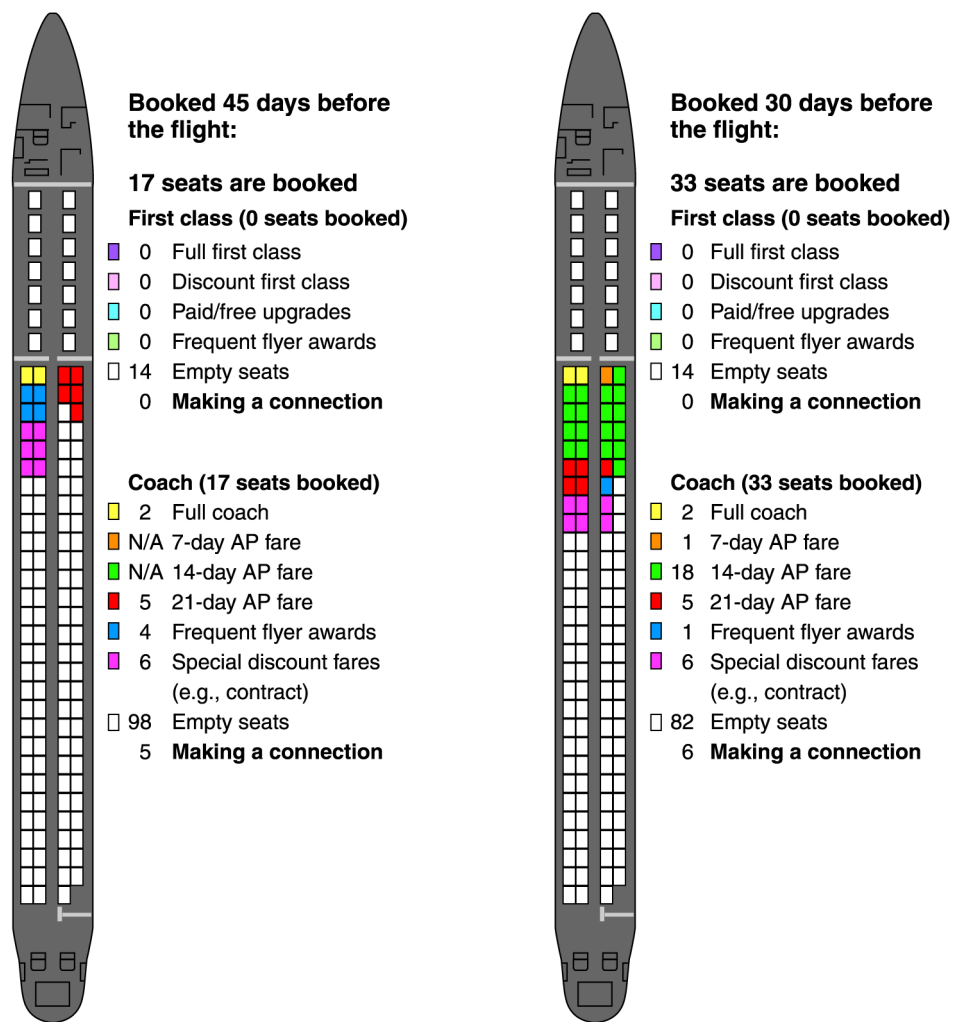 Booked 45 days before
the flight:
17 seats are booked
First class (0 seats booked)
0 Full first class
0 Discount first class
0 Paid/free upgrades
0 Frequent flyer awards
14 Empty seats
0 Making a connection
Coach (17 seats booked)
2 Full coach
N/A 7-day AP fare
N/A 14-day AP fare
5 21-day AP fare
4 Frequent flyer awards
6 Special discount fares
(e.g., contract)
98 Empty seats
5 Making a connection
Booked 30 days before
the flight:
33 seats are booked
First class (0 seats booked)
0 Full first class
0 Discount first class
0 Paid/free upgrades
0 Frequent flyer awards
14 Empty seats
0 Making a connection
Coach (33 seats booked)
2 Full coach
1 7-day AP fare
18 14-day AP fare
5 21-day AP fare
1 Frequent flyer awards
6 Special discount fares
(e.g., contract)
82 Empty seats
6 Making a connection